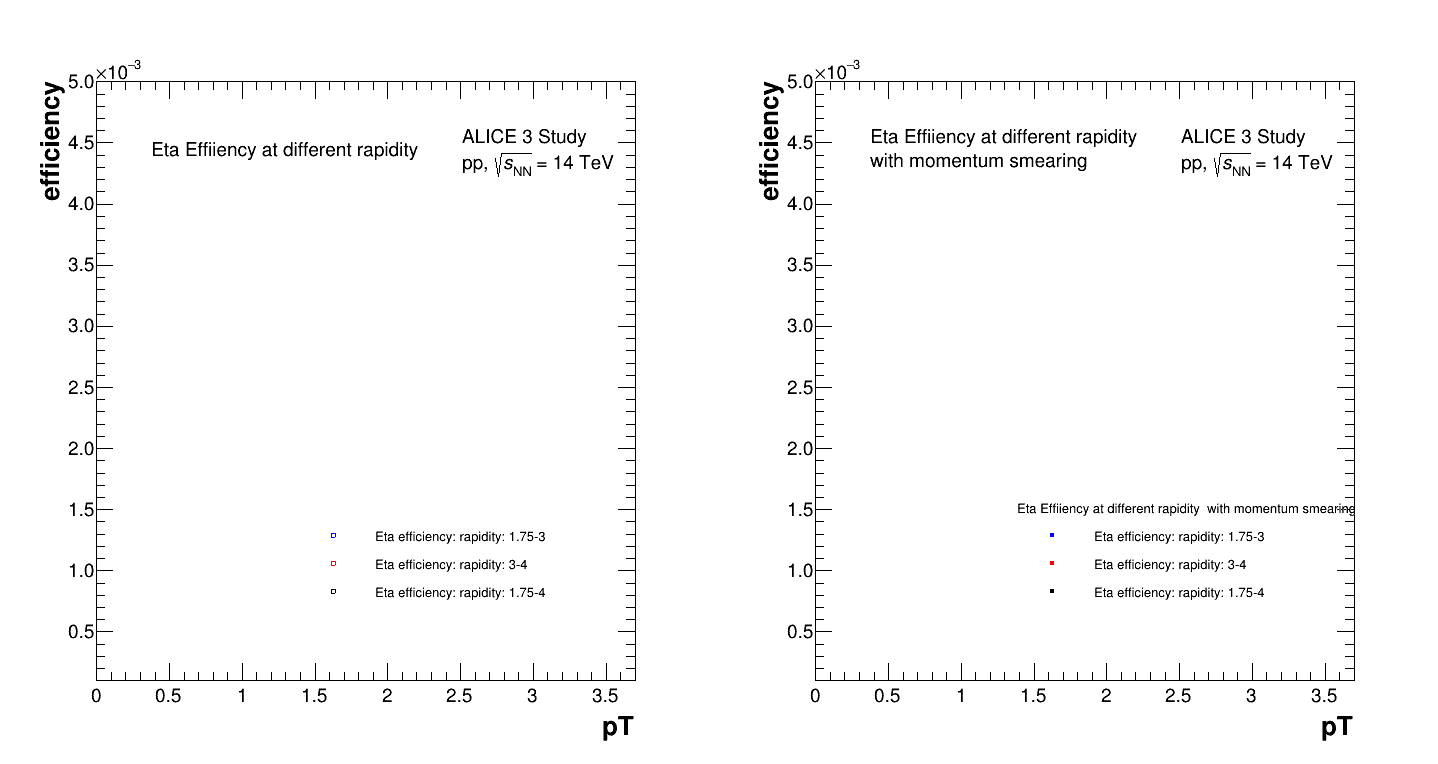 ×10⁻³
efficiency
5.0
4.5
4.0
3.5
3.0
2.5
2.0
1.5
1.0
0.5
Eta Effiiency at different rapidity
ALICE 3 Study
pp, √s_NN = 14 TeV
Eta efficiency: rapidity: 1.75-3
Eta efficiency: rapidity: 3-4
Eta efficiency: rapidity: 1.75-4
0 0.5 1 1.5 2 2.5 3 3.5
pT
×10⁻³
efficiency
5.0
4.5
4.0
3.5
3.0
2.5
2.0
1.5
1.0
0.5
Eta Effiiency at different rapidity
with momentum smearing
ALICE 3 Study
pp, √s_NN = 14 TeV
Eta Effiiency at different rapidity  with momentum smearing
Eta efficiency: rapidity: 1.75-3
Eta efficiency: rapidity: 3-4
Eta efficiency: rapidity: 1.75-4
0 0.5 1 1.5 2 2.5 3 3.5
pT